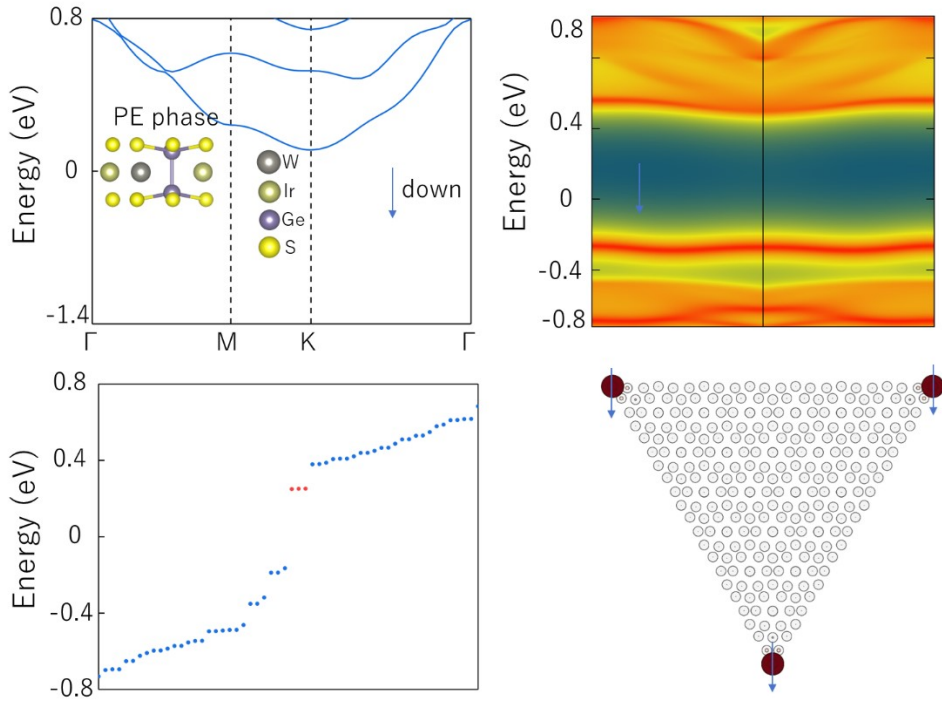 0.8
Energy (eV)
PE phase
W
Ir
Ge
S
0
down
-1.4
Γ M K Γ
0.8
Energy (eV)
0.4
0
-0.4
-0.8
0.8
Energy (eV)
0.4
0
-0.4
-0.8